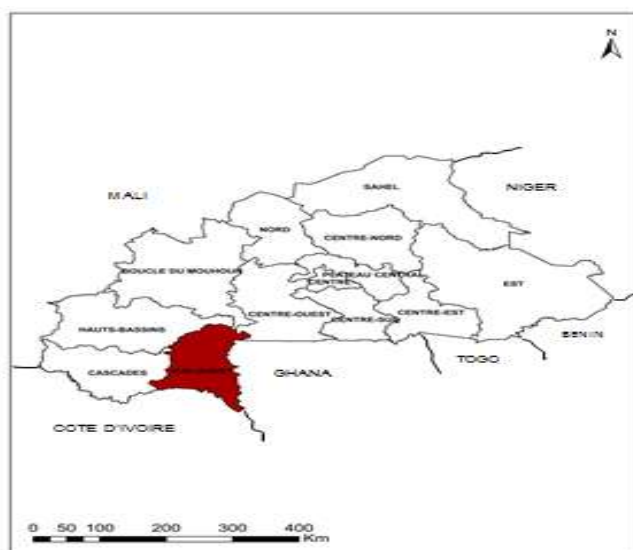 N
SAHEL
NIGER
MALI
NORD
CENTRE-NORD
BOUCLE DU MOUHOUN
PLATEAU CENTRAL
CENTRE
EST
CENTRE-OUEST
CENTRE-SUD
CENTRE-EST
HAUTS-BASSINS
BENIN
TOGO
GHANA
CASCADES
COTE D'IVOIRE
0 50 100 200 300 400
Km